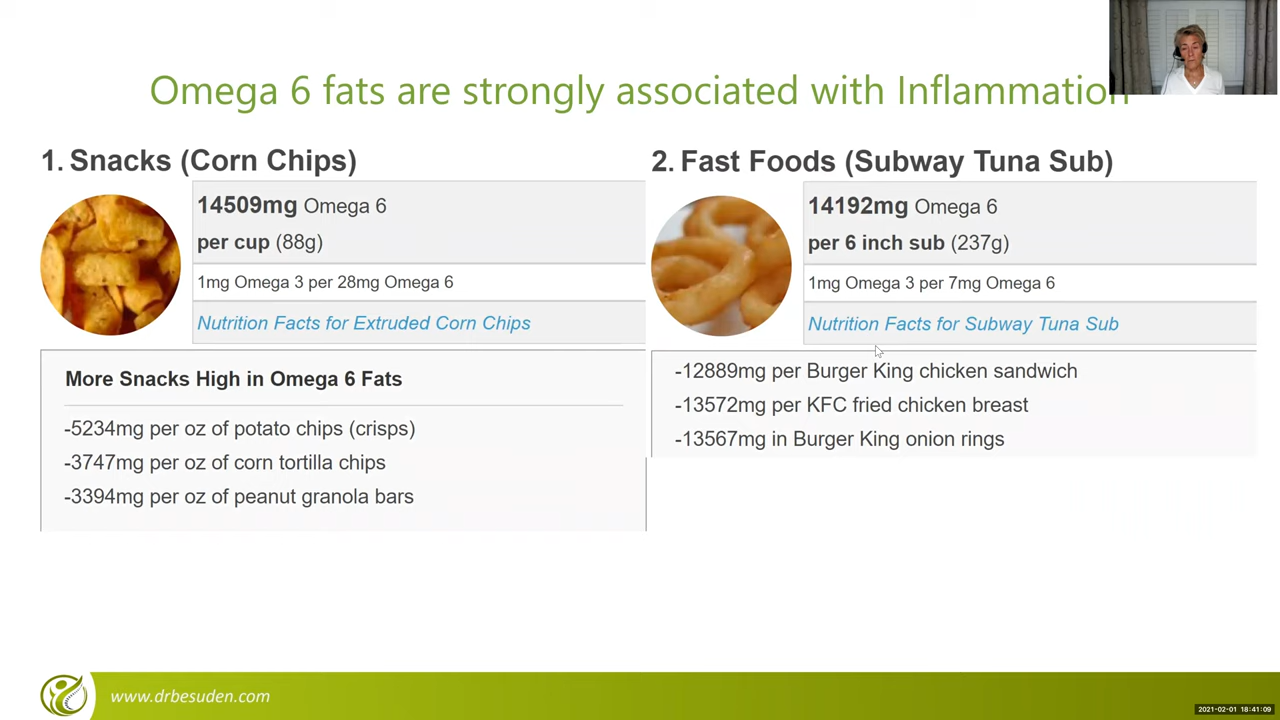 Omega 6 fats are strongly associated with Inflammation
1. Snacks (Corn Chips)
14509mg Omega 6
per cup (88g)
1mg Omega 3 per 28mg Omega 6
Nutrition Facts for Extruded Corn Chips
More Snacks High in Omega 6 Fats
-5234mg per oz of potato chips (crisps)
-3747mg per oz of corn tortilla chips
-3394mg per oz of peanut granola bars
2. Fast Foods (Subway Tuna Sub)
14192mg Omega 6
per 6 inch sub (237g)
1mg Omega 3 per 7mg Omega 6
Nutrition Facts for Subway Tuna Sub
-12889mg per Burger King chicken sandwich
-13572mg per KFC fried chicken breast
-13567mg in Burger King onion rings
www.drbesuden.com
2021-02-01 18:41:09